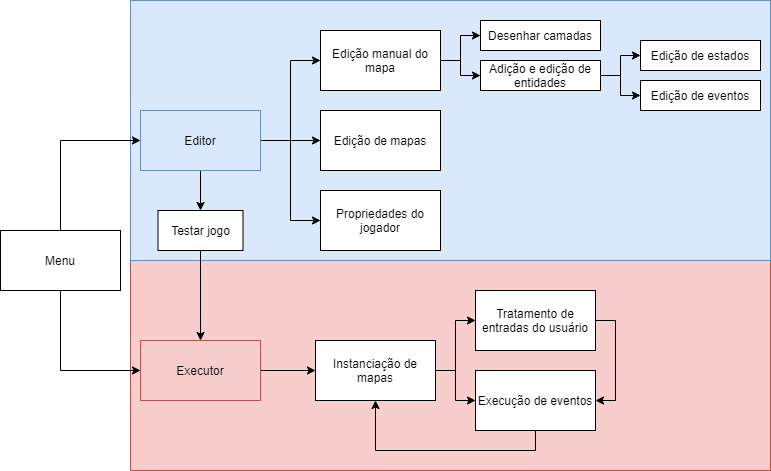 Edição manual do
mapa
Desenhar camadas
Adição e edição de
entidades
Edição de estados
Edição de eventos
Editor
Edição de mapas
Testar jogo
Propriedades do
jogador
Menu
Executor
Instanciação de
mapas
Tratamento de
entradas do usuário
Execução de eventos